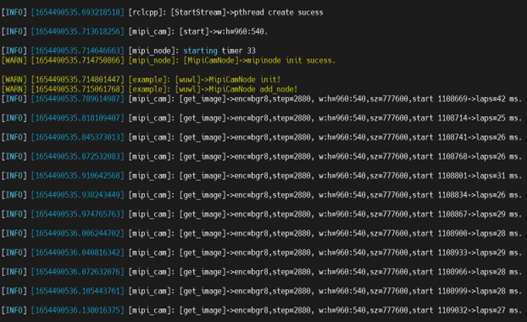 [INFO] [1654490535.693218518] [rclcpp]: [StartStream]->pthread create sucess
[INFO] [1654490535.713618256] [mipi_cam]: [start]->w:h=960:540.
[INFO] [1654490535.714646663] [mipi_node]: starting timer 33
[WARN] [1654490535.714750866] [mipi_node]: [MipiCamNode]->mipinode init sucess.
[WARN] [1654490535.714801447] [example]: [wuwl]->MipiCamNode init!
[WARN] [1654490535.715061768] [example]: [wuwl]->MipiCamNode add_node!
[INFO] [1654490535.789614987] [mipi_cam]: [get_image]->enc=bgr8,step=2880, w:h=960:540,sz=777600,start 1108669->laps=42 ms.
[INFO] [1654490535.818109407] [mipi_cam]: [get_image]->enc=bgr8,step=2880, w:h=960:540,sz=777600,start 1108714->laps=25 ms.
[INFO] [1654490535.845373013] [mipi_cam]: [get_image]->enc=bgr8,step=2880, w:h=960:540,sz=777600,start 1108741->laps=26 ms.
[INFO] [1654490535.872532083] [mipi_cam]: [get_image]->enc=bgr8,step=2880, w:h=960:540,sz=777600,start 1108768->laps=26 ms.
[INFO] [1654490535.910642568] [mipi_cam]: [get_image]->enc=bgr8,step=2880, w:h=960:540,sz=777600,start 1108801->laps=31 ms.
[INFO] [1654490535.938243449] [mipi_cam]: [get_image]->enc=bgr8,step=2880, w:h=960:540,sz=777600,start 1108834->laps=26 ms.
[INFO] [1654490535.974765763] [mipi_cam]: [get_image]->enc=bgr8,step=2880, w:h=960:540,sz=777600,start 1108867->laps=29 ms.
[INFO] [1654490536.006244702] [mipi_cam]: [get_image]->enc=bgr8,step=2880, w:h=960:540,sz=777600,start 1108900->laps=28 ms.
[INFO] [1654490536.040816342] [mipi_cam]: [get_image]->enc=bgr8,step=2880, w:h=960:540,sz=777600,start 1108933->laps=29 ms.
[INFO] [1654490536.072632076] [mipi_cam]: [get_image]->enc=bgr8,step=2880, w:h=960:540,sz=777600,start 1108966->laps=28 ms.
[INFO] [1654490536.105443761] [mipi_cam]: [get_image]->enc=bgr8,step=2880, w:h=960:540,sz=777600,start 1108999->laps=28 ms.
[INFO] [1654490536.138016375] [mipi_cam]: [get_image]->enc=bgr8,step=2880, w:h=960:540,sz=777600,start 1109032->laps=27 ms.